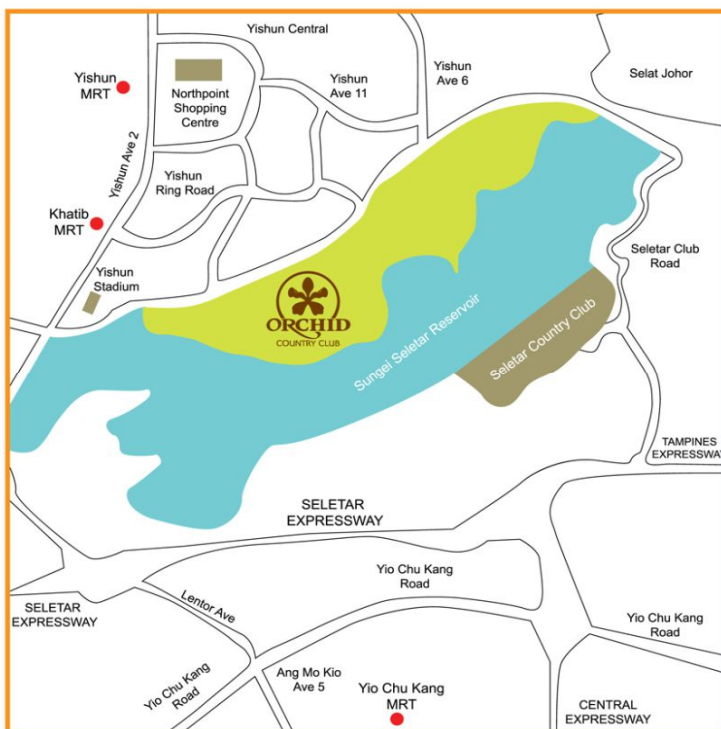 Yishun Central
Yishun
MRT
Northpoint
Shopping
Centre
Yishun
Ave 11
Yishun
Ave 6
Selat Johor
Yishun Ave 2
Yishun
Ring Road
Khatib
MRT
Yishun
Stadium
Seletar Club
Road
ORCHID
COUNTRY CLUB
Sungei Seletar Reservoir
Seletar Country Club
TAMPINES
EXPRESSWAY
SELETAR
EXPRESSWAY
Yio Chu Kang
Road
SELETAR
EXPRESSWAY
Lentor Ave
Yio Chu Kang
Road
Yio Chu Kang
Road
Ang Mo Kio
Ave 5
Yio Chu Kang
MRT
CENTRAL
EXPRESSWAY